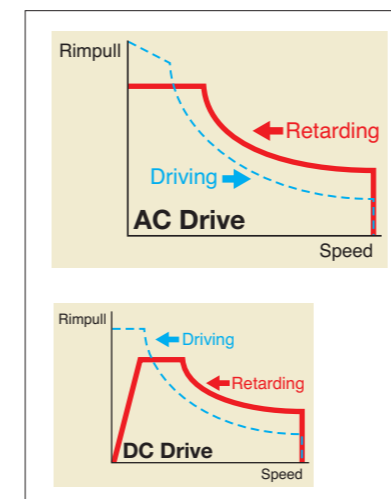 Rimpull
Retarding
Driving
AC Drive
Speed
Rimpull
Driving
Retarding
DC Drive
Speed